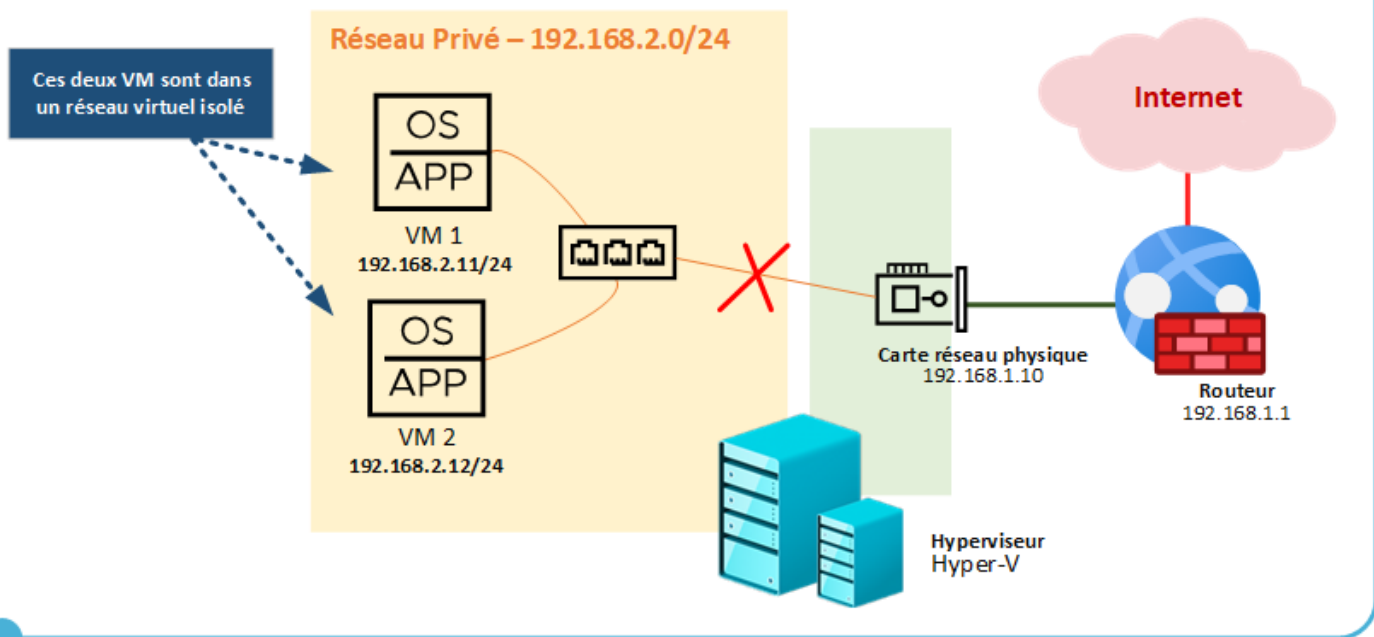 Réseau Privé – 192.168.2.0/24
Ces deux VM sont dans
un réseau virtuel isolé
OS
APP
VM 1
192.168.2.11/24
OS
APP
VM 2
192.168.2.12/24
Internet
Carte réseau physique
192.168.1.10
Routeur
192.168.1.1
Hyperviseur
Hyper-V